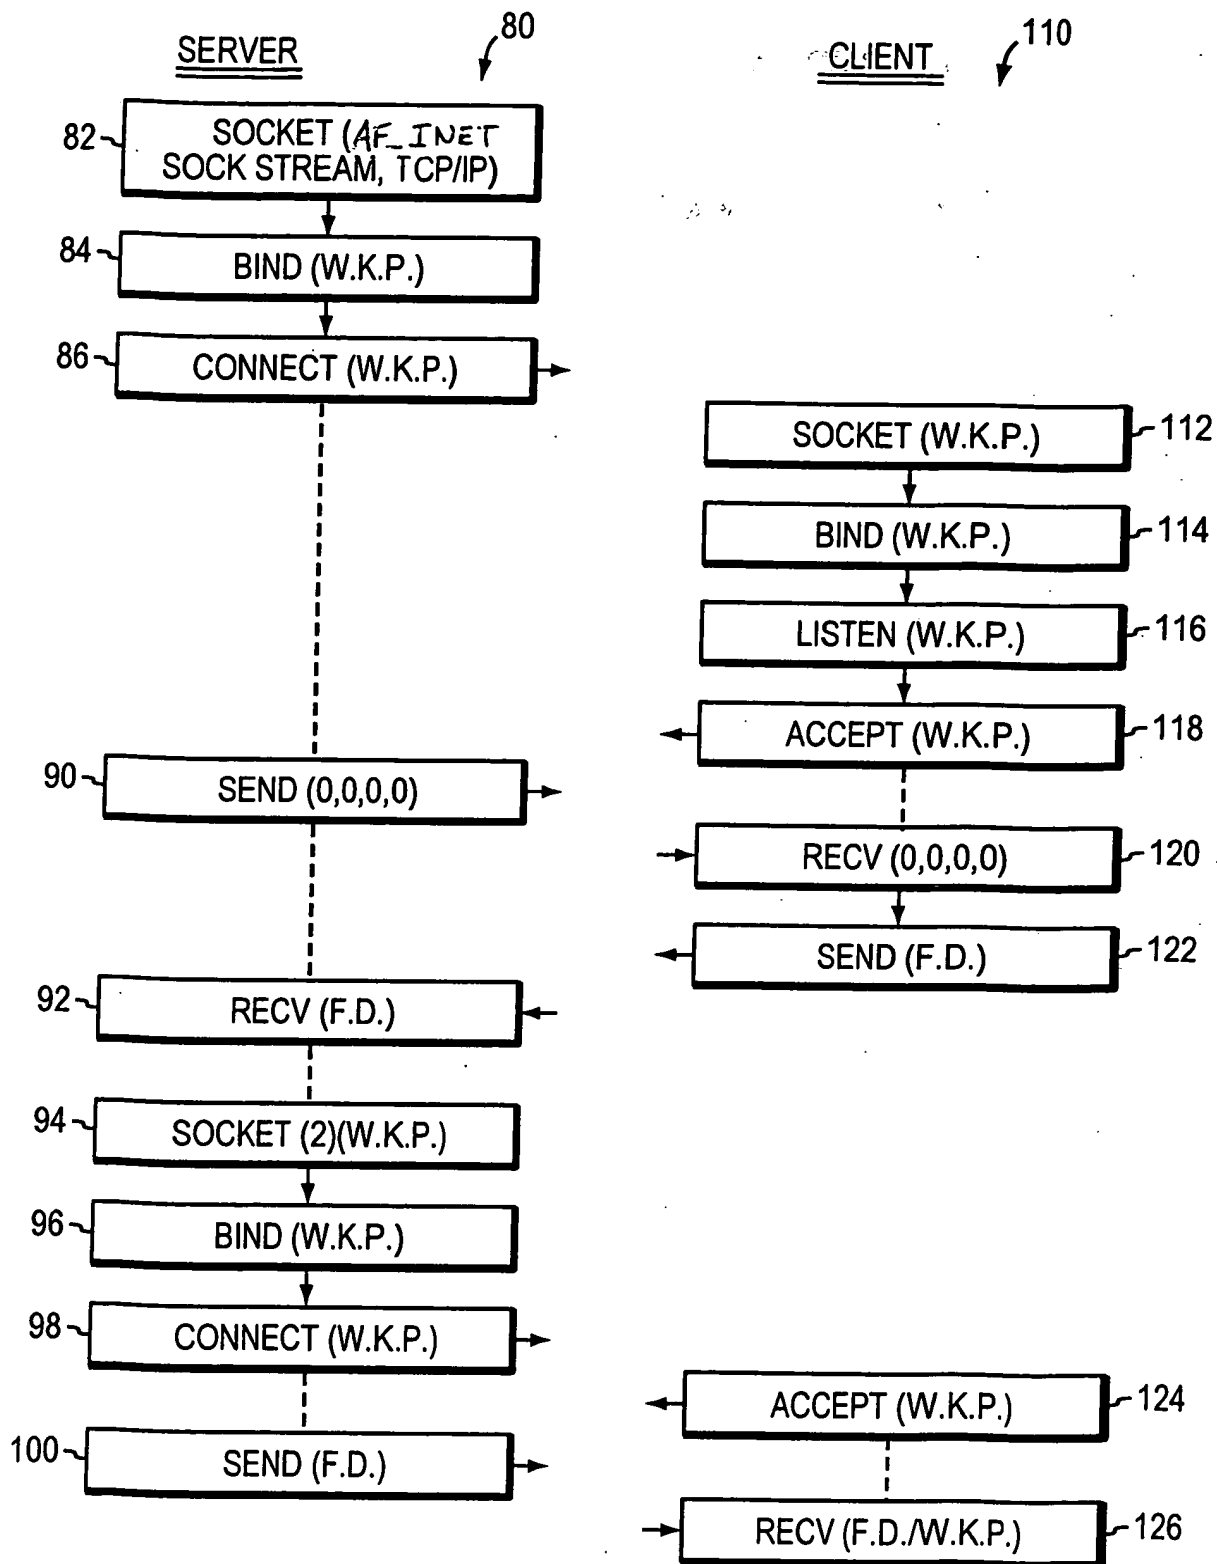 SERVER
80
82
SOCKET (AF_INET
SOCK STREAM, TCP/IP)
84
BIND (W.K.P.)
86
CONNECT (W.K.P.)
90
SEND (0,0,0,0)
92
RECV (F.D.)
94
SOCKET (2)(W.K.P.)
96
BIND (W.K.P.)
98
CONNECT (W.K.P.)
100
SEND (F.D.)
CLIENT
110
SOCKET (W.K.P.)
112
BIND (W.K.P.)
114
LISTEN (W.K.P.)
116
ACCEPT (W.K.P.)
118
RECV (0,0,0,0)
120
SEND (F.D.)
122
ACCEPT (W.K.P.)
124
RECV (F.D./W.K.P.)
126